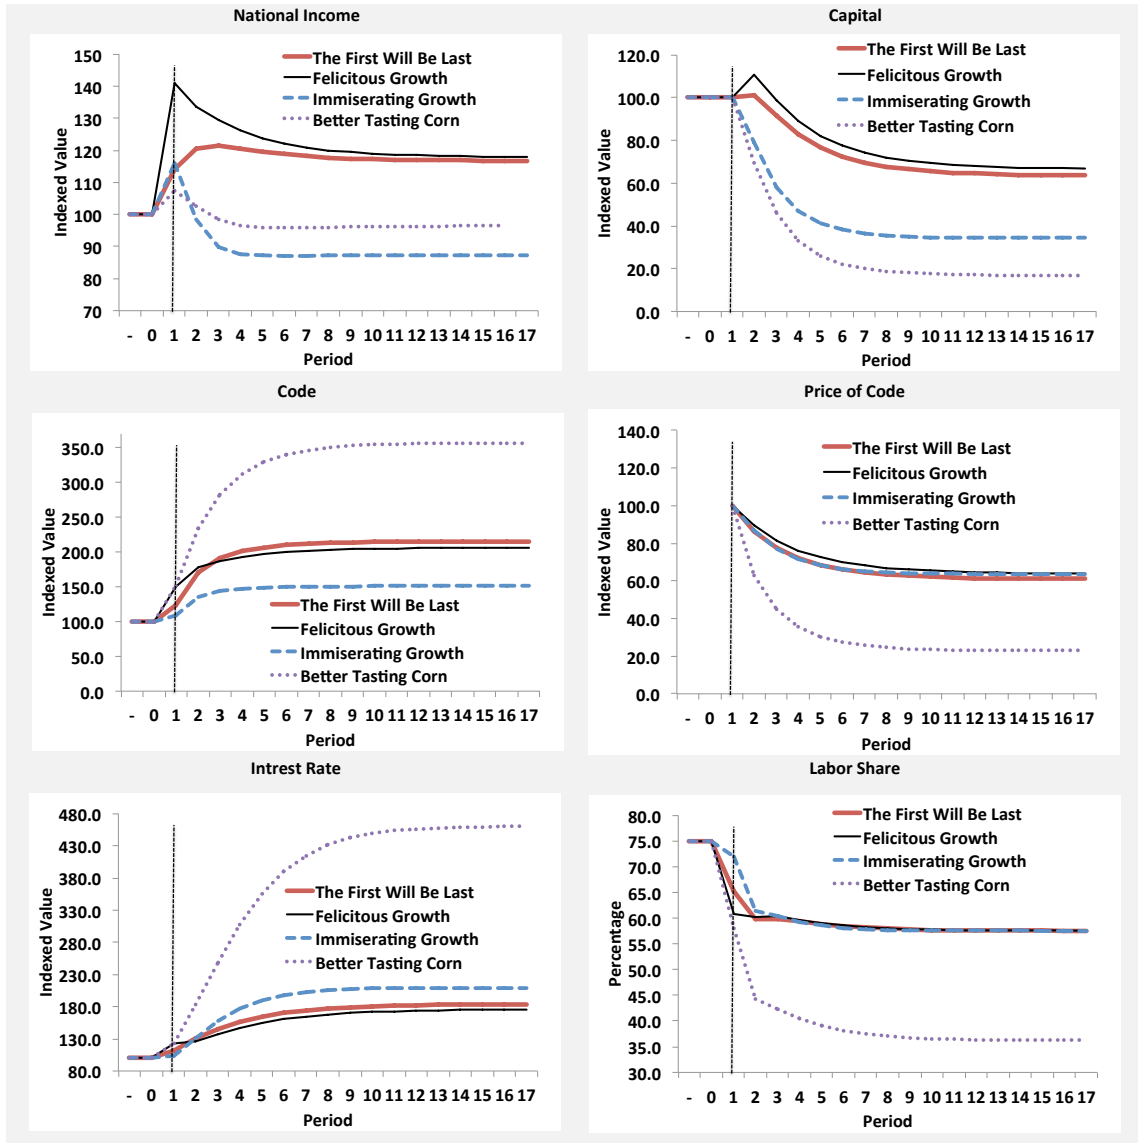 National Income
150
140
130
120
110
100
90
80
70
Indexed Value
The First Will Be Last
Felicitous Growth
Immiserating Growth
Better Tasting Corn
- 0 1 2 3 4 5 6 7 8 9 10 11 12 13 14 15 16 17
Period
Capital
120.0
100.0
80.0
60.0
40.0
20.0
0.0
Indexed Value
The First Will Be Last
Felicitous Growth
Immiserating Growth
Better Tasting Corn
- 0 1 2 3 4 5 6 7 8 9 10 11 12 13 14 15 16 17
Period
Code
350.0
300.0
250.0
200.0
150.0
100.0
50.0
0.0
Indexed Value
The First Will Be Last
Felicitous Growth
Immiserating Growth
Better Tasting Corn
- 0 1 2 3 4 5 6 7 8 9 10 11 12 13 14 15 16 17
Period
Price of Code
140.0
120.0
100.0
80.0
60.0
40.0
20.0
0.0
Indexed Value
The First Will Be Last
Felicitous Growth
Immiserating Growth
Better Tasting Corn
- 0 1 2 3 4 5 6 7 8 9 10 11 12 13 14 15 16 17
Period
Intrest Rate
480.0
430.0
380.0
330.0
280.0
230.0
180.0
130.0
80.0
Indexed Value
The First Will Be Last
Felicitous Growth
Immiserating Growth
Better Tasting Corn
- 0 1 2 3 4 5 6 7 8 9 10 11 12 13 14 15 16 17
Period
Labor Share
80.0
75.0
70.0
65.0
60.0
55.0
50.0
45.0
40.0
35.0
30.0
Percentage
The First Will Be Last
Felicitous Growth
Immiserating Growth
Better Tasting Corn
- 0 1 2 3 4 5 6 7 8 9 10 11 12 13 14 15 16 17
Period